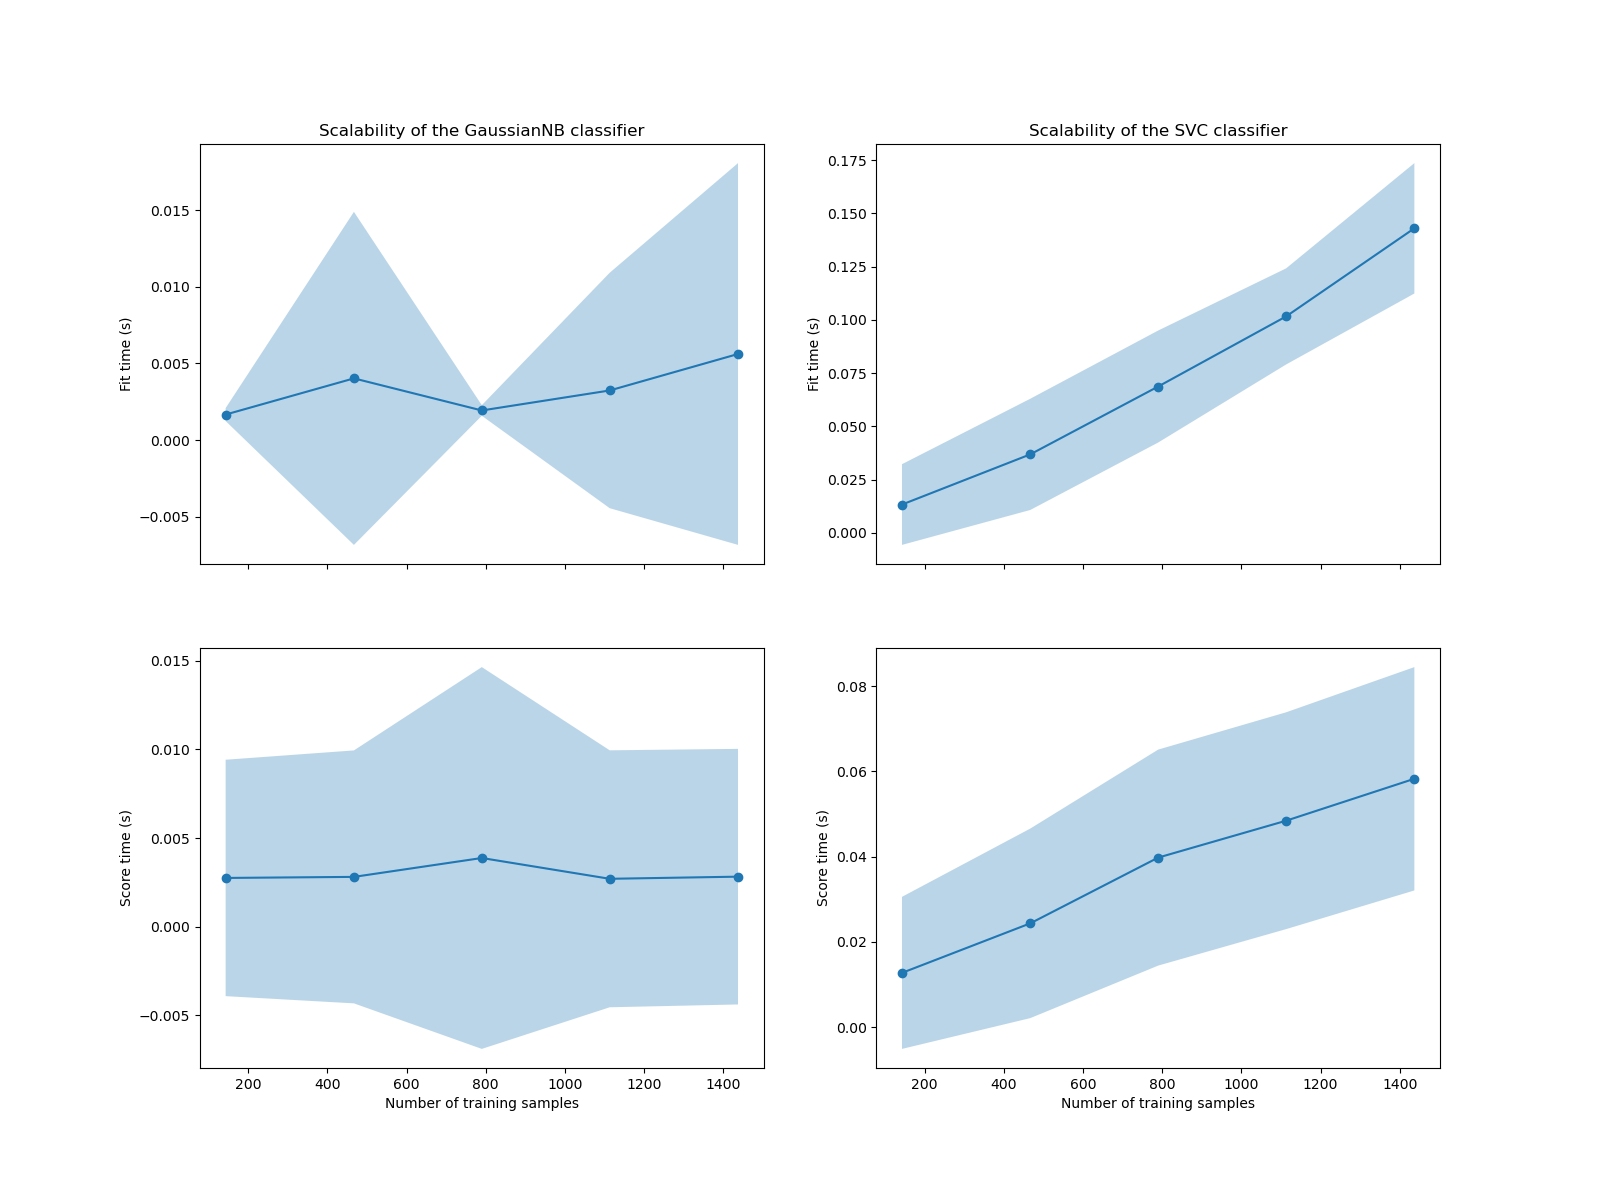 Scalability of the GaussianNB classifier
Fit time (s)
0.015
0.010
0.005
0.000
−0.005
Scalability of the SVC classifier
Fit time (s)
0.175
0.150
0.125
0.100
0.075
0.050
0.025
0.000
Score time (s)
0.015
0.010
0.005
0.000
−0.005
200 400 600 800 1000 1200 1400
Number of training samples
Score time (s)
0.08
0.06
0.04
0.02
0.00
200 400 600 800 1000 1200 1400
Number of training samples